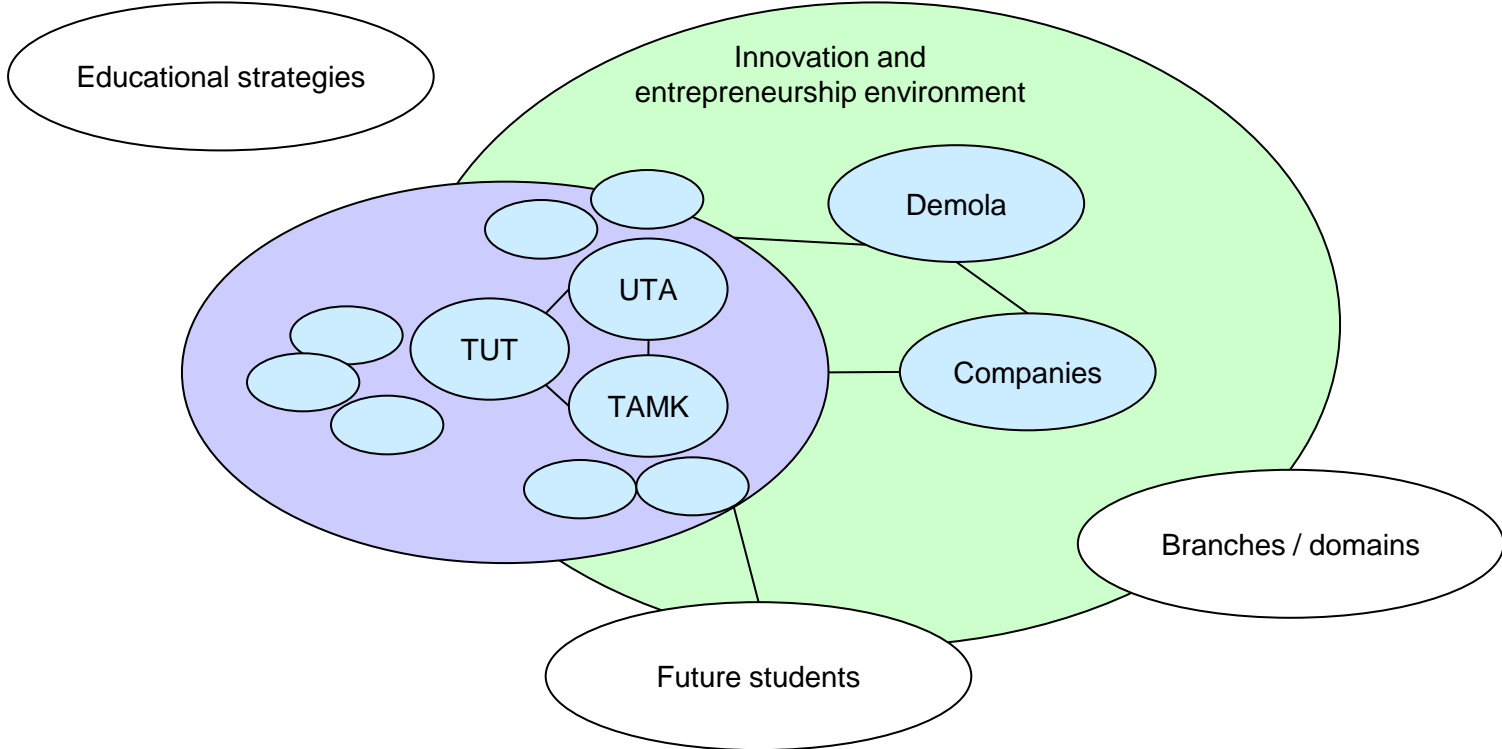 Educational strategies
Innovation and
entrepreneurship environment
Demola
UTA
TUT
Companies
TAMK
Branches / domains
Future students